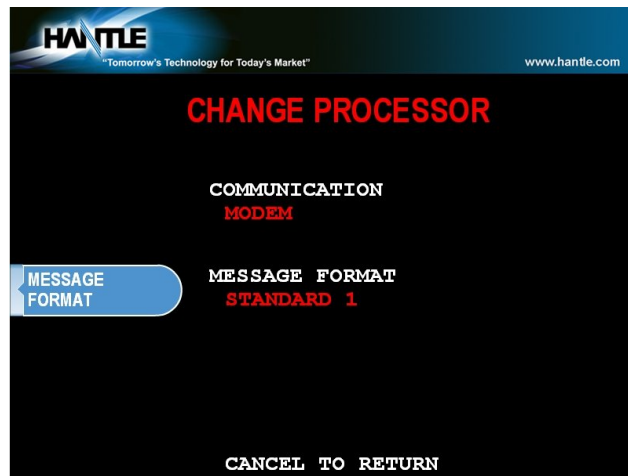 HANTLE
"Tomorrow's Technology for Today's Market" www.hantle.com
CHANGE PROCESSOR
COMMUNICATION
MODEM
MESSAGE FORMAT
MESSAGE FORMAT
STANDARD 1
CANCEL TO RETURN